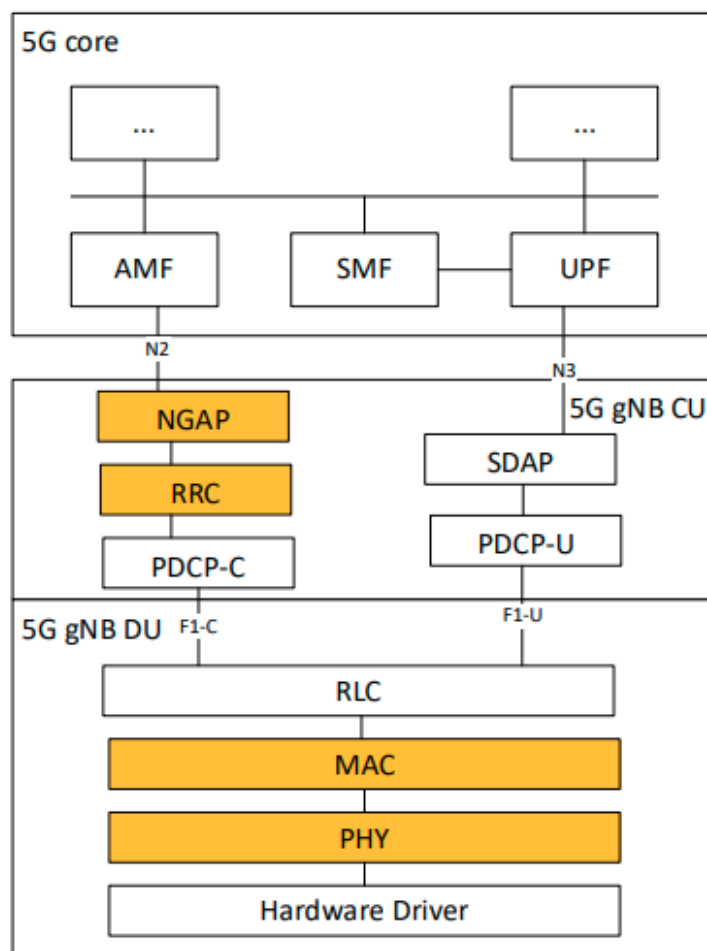 5G core
...
...
AMF
SMF
UPF
N2
N3
5G gNB CU
NGAP
SDAP
RRC
PDCP-U
PDCP-C
5G gNB DU
F1-C
F1-U
RLC
MAC
PHY
Hardware Driver